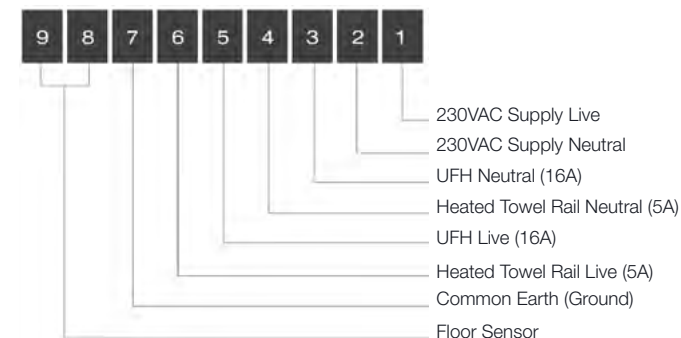 9 8 7 6 5 4 3 2 1
230VAC Supply Live
230VAC Supply Neutral
UFH Neutral (16A)
Heated Towel Rail Neutral (5A)
UFH Live (16A)
Heated Towel Rail Live (5A)
Common Earth (Ground)
Floor Sensor